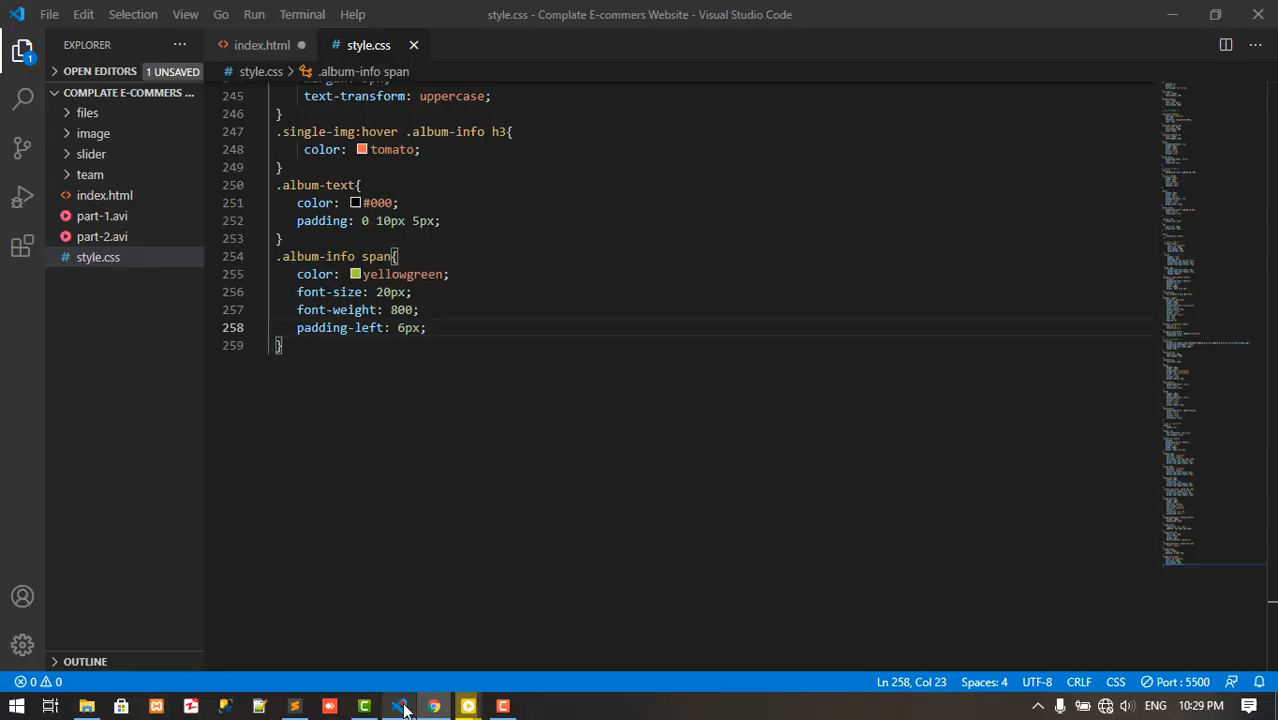 File Edit Selection View Go Run Terminal Help style.css - Complate E-commers Website - Visual Studio Code
EXPLORER
index.html
style.css
OPEN EDITORS 1 UNSAVED
style.css > .album-info span
COMPLATE E-COMMERS ...
files
image
slider
team
index.html
part-1.avi
part-2.avi
style.css
245 text-transform: uppercase;
246 }
247 .single-img:hover .album-info h3{
248 color: tomato;
249 }
250 .album-text{
251 color: #000;
252 padding: 0 10px 5px;
253 }
254 .album-info span{
255 color: yellowgreen;
256 font-size: 20px;
257 font-weight: 800;
258 padding-left: 6px;
259 }
1
OUTLINE
0 0 Ln 258, Col 23 Spaces: 4 UTF-8 CRLF CSS Port : 5500
10:29 PM